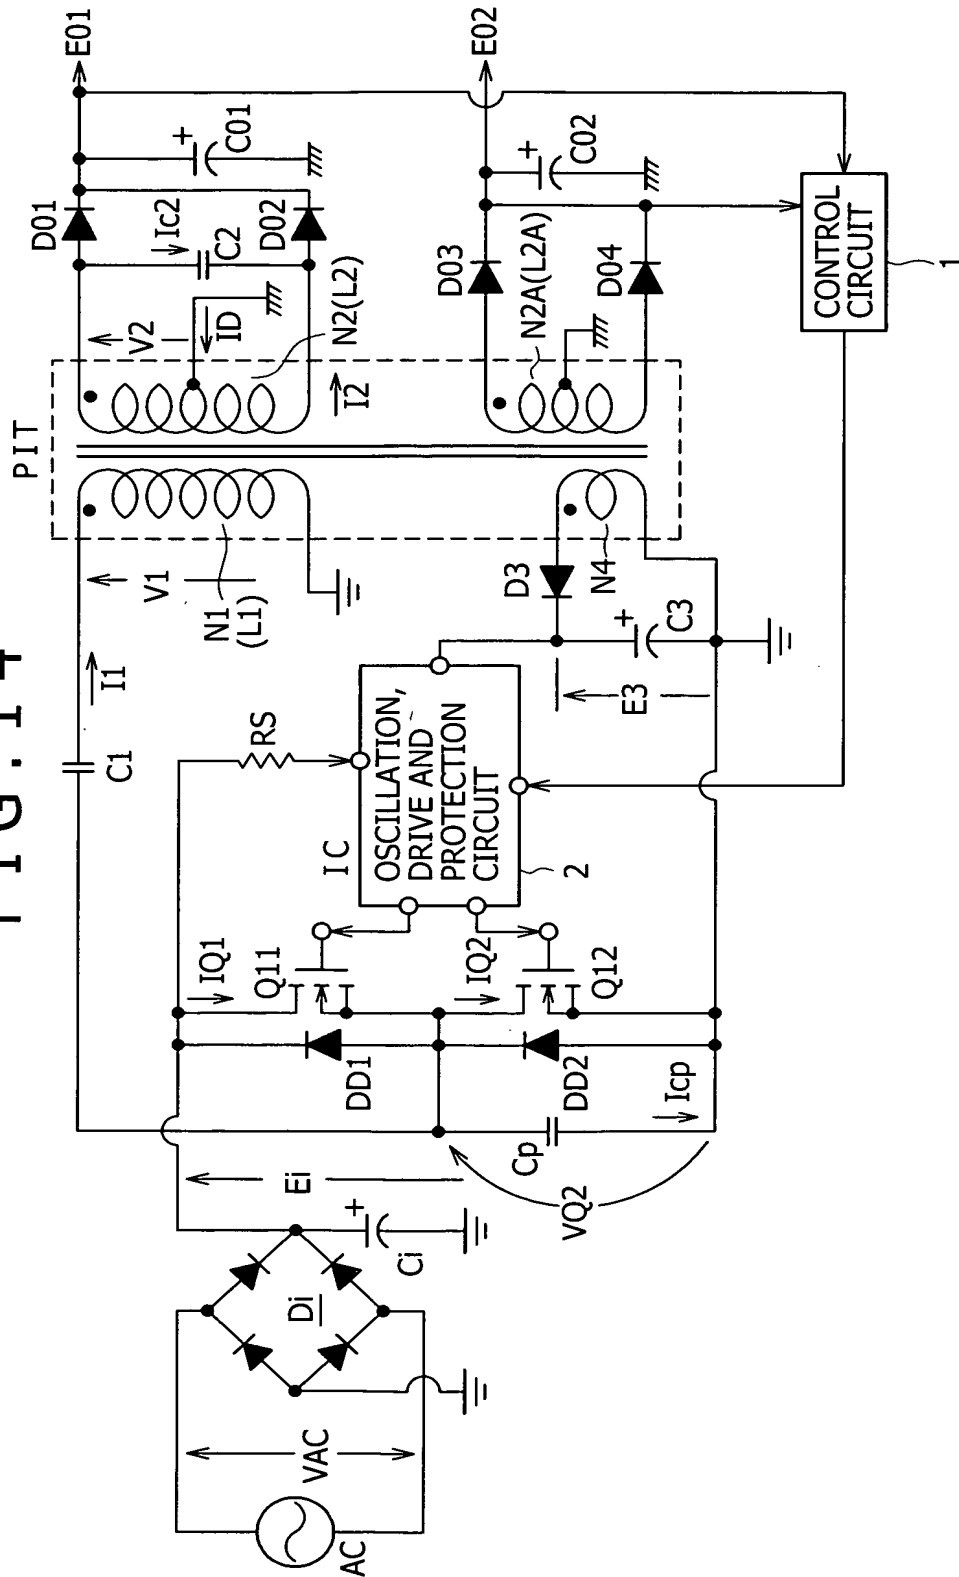 FIG.14
E01
E02
C01
C02
D01
Ic2
C2
D02
D03
D04
N2A(L2A)
N2(L2)
V2
ID
I2
CONTROL
CIRCUIT
1
PIT
V1
N1
(L1)
D3
N4
C3
E3
I1
C1
RS
IC
OSCILLATION,
DRIVE AND
PROTECTION
CIRCUIT
2
IQ1
Q11
IQ2
Q12
DD1
DD2
Cp
Icp
VQ2
Ei
Ci
Di
VAC
AC
+
+
+
+